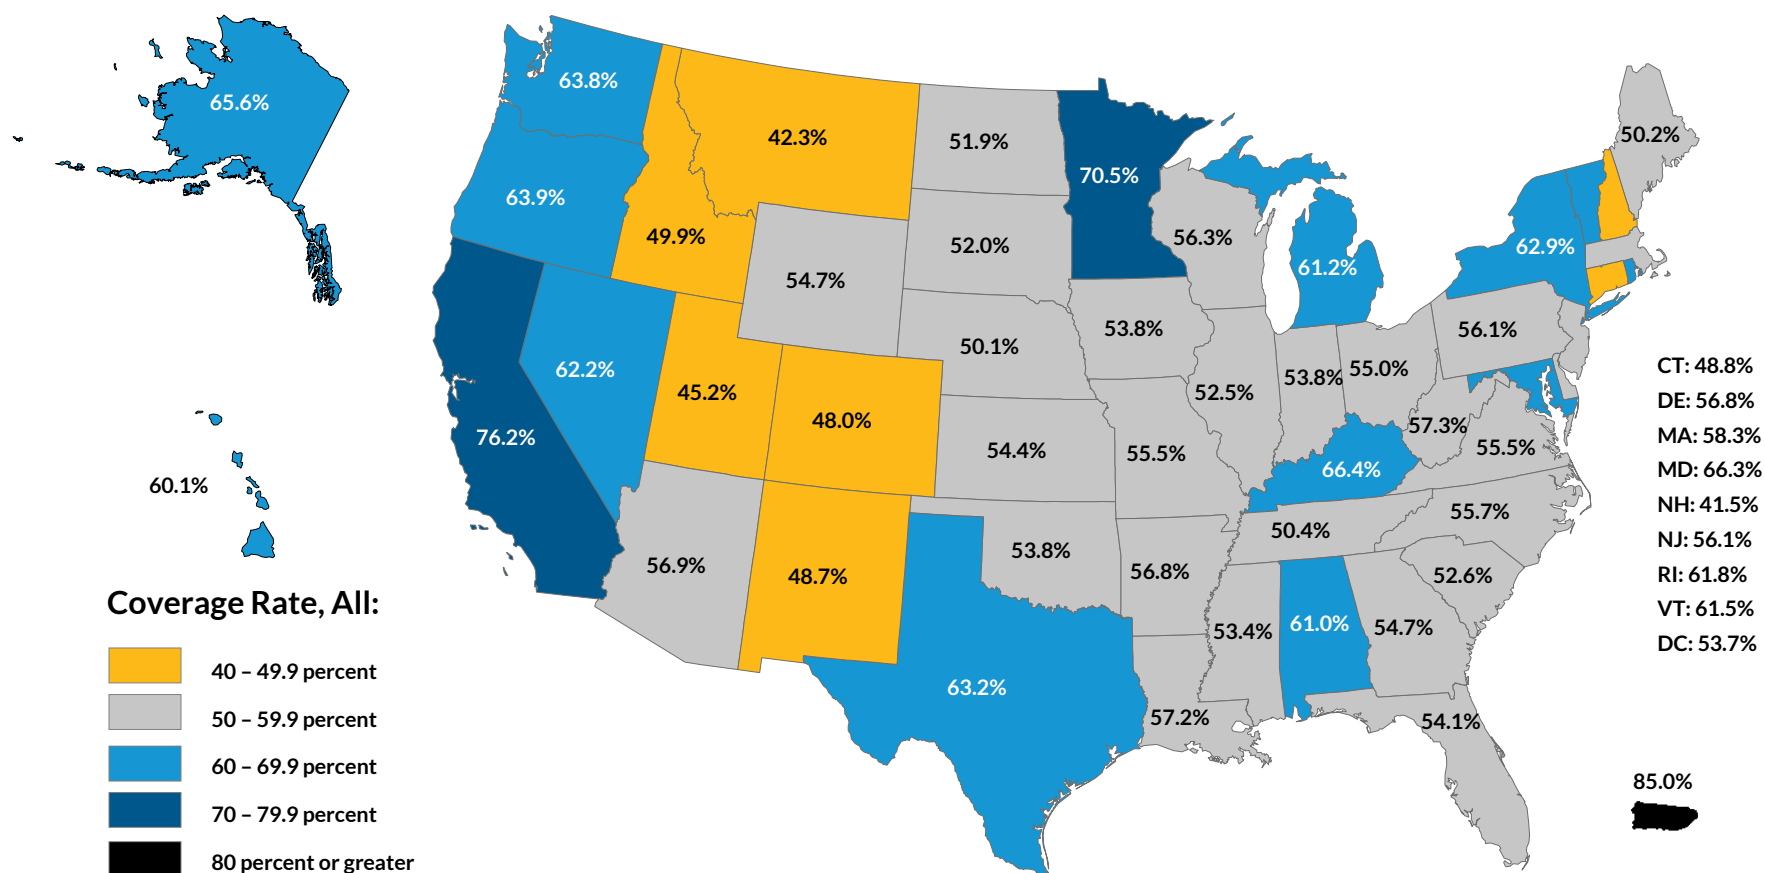 65.6%
60.1%
63.8%
63.9%
76.2%
62.2%
49.9%
42.3%
45.2%
54.7%
48.0%
56.9%
48.7%
51.9%
52.0%
50.1%
54.4%
53.8%
63.2%
70.5%
53.8%
55.5%
56.8%
57.2%
56.3%
52.5%
61.2%
53.8%
55.0%
66.4%
50.4%
53.4%
61.0%
54.7%
54.1%
52.6%
55.7%
55.5%
57.3%
56.1%
62.9%
50.2%
CT: 48.8%
DE: 56.8%
MA: 58.3%
MD: 66.3%
NH: 41.5%
NJ: 56.1%
RI: 61.8%
VT: 61.5%
DC: 53.7%
85.0%
Coverage Rate, All:
40 – 49.9 percent
50 – 59.9 percent
60 – 69.9 percent
70 – 79.9 percent
80 percent or greater